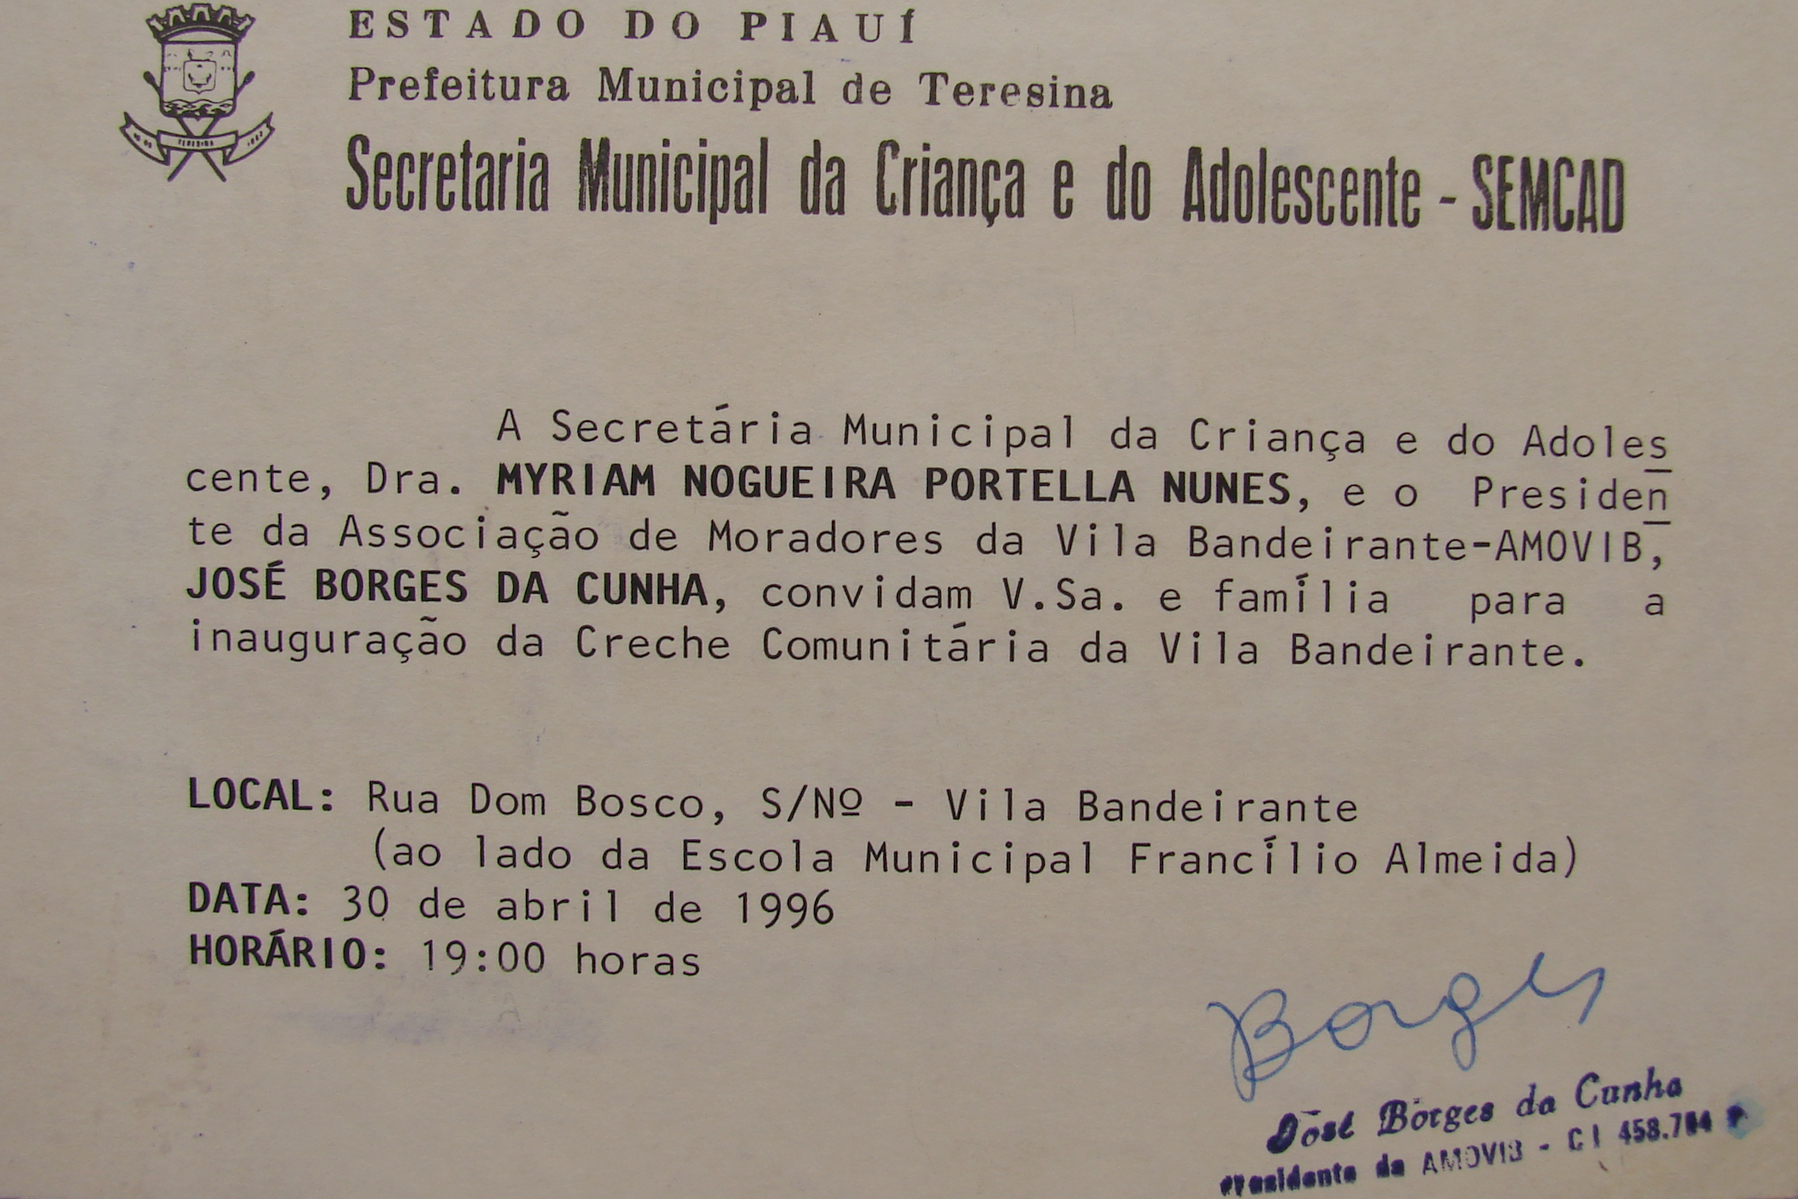 ESTADO DO PIAUÍ
Prefeitura Municipal de Teresina
Secretaria Municipal da Criança e do Adolescente - SEMCAD
TERESINA
A Secretária Municipal da Criança e do Adoles
cente, Dra. MYRIAM NOGUEIRA PORTELLA NUNES, e o Presiden
te da Associação de Moradores da Vila Bandeirante-AMOVIB,
JOSÉ BORGES DA CUNHA, convidam V.Sa. e família para a
inauguração da Creche Comunitária da Vila Bandeirante.
LOCAL: Rua Dom Bosco, S/Nº - Vila Bandeirante
(ao lado da Escola Municipal Francílio Almeida)
DATA: 30 de abril de 1996
HORÁRIO: 19:00 horas
Borges
José Borges da Cunha
Presidente da AMOVIB - CI